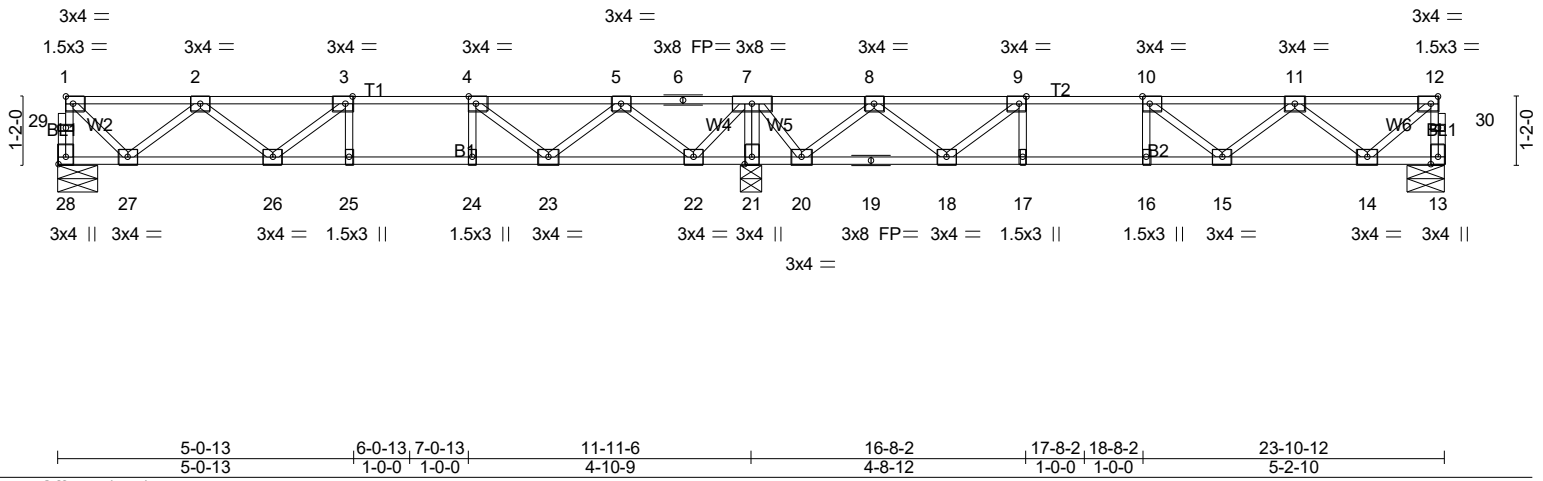 3x4 = 3x4 = 3x4 =
1.5x3 = 3x4 = 3x4 = 3x4 = 3x8 FP= 3x8 = 3x4 = 3x4 = 3x4 = 3x4 = 1.5x3 =
1 2 3 4 5 6 7 8 9 10 11 12
T1 T2
29 W2 W4 W5 W6 BL1 30
1-2-0 1-2-0
B1 B2
28 27 26 25 24 23 22 21 20 19 18 17 16 15 14 13
3x4 || 3x4 = 3x4 = 1.5x3 || 1.5x3 || 3x4 = 3x4 = 3x4 || 3x8 FP= 3x4 = 1.5x3 || 1.5x3 || 3x4 = 3x4 = 3x4 ||
3x4 =
5-0-13 6-0-13 7-0-13 11-11-6 16-8-2 17-8-2 18-8-2 23-10-12
5-0-13 1-0-0 1-0-0 4-10-9 4-8-12 1-0-0 1-0-0 5-2-10